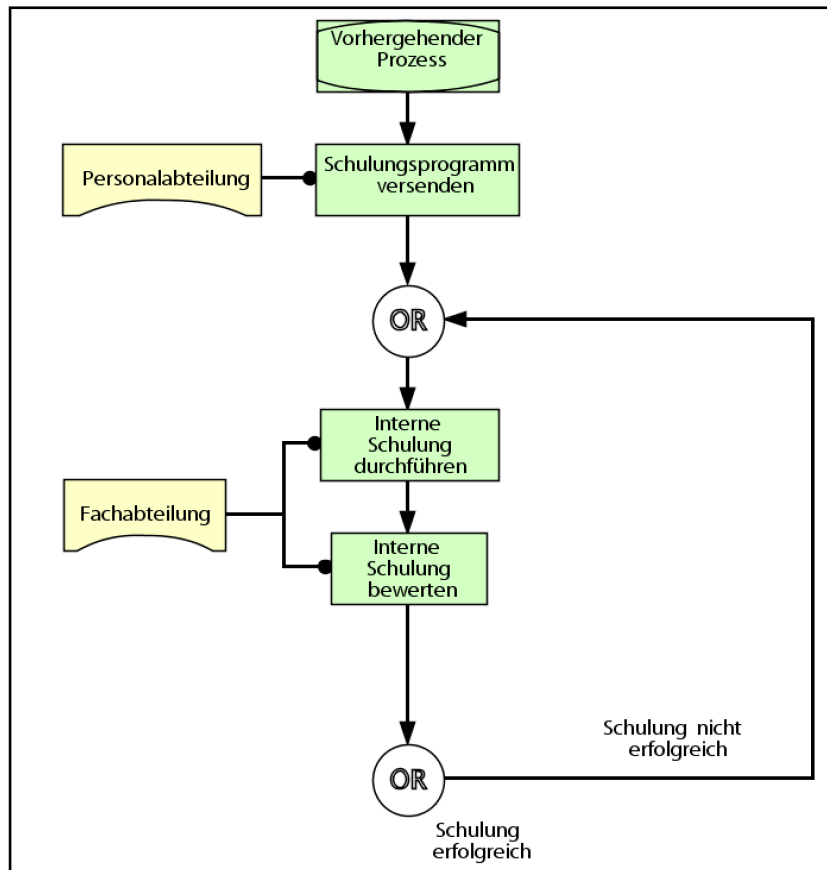 Vorhergehender
Prozess
Personalabteilung
Schulungsprogramm
versenden
OR
Interne
Schulung
durchführen
Fachabteilung
Interne
Schulung
bewerten
Schulung nicht
erfolgreich
OR
Schulung
erfolgreich